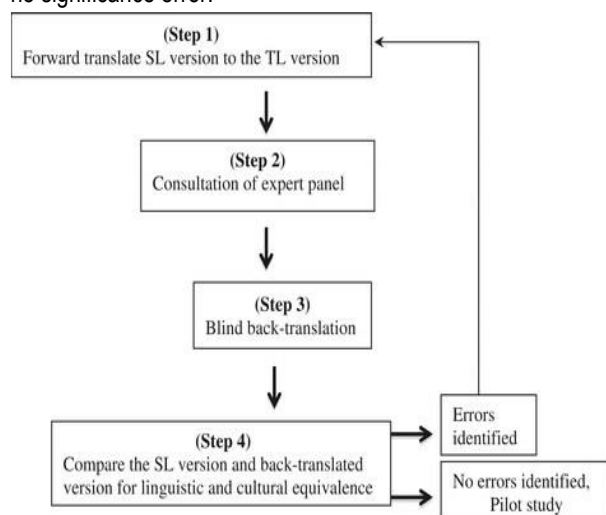 no significance error.
(Step 1)
Forward translate SL version to the TL version
(Step 2)
Consultation of expert panel
(Step 3)
Blind back-translation
(Step 4)
Compare the SL version and back-translated
version for linguistic and cultural equivalence
Errors
identified
No errors identified,
Pilot study